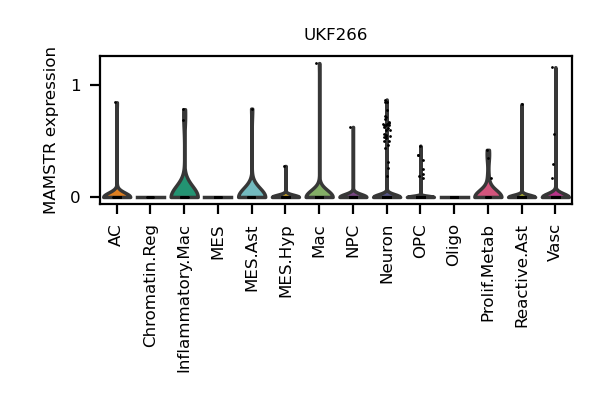 UKF266
MAMSTR expression
1
0
AC
Chromatin.Reg
Inflammatory.Mac
MES
MES.Ast
MES.Hyp
Mac
NPC
Neuron
OPC
Oligo
Prolif.Metab
Reactive.Ast
Vasc